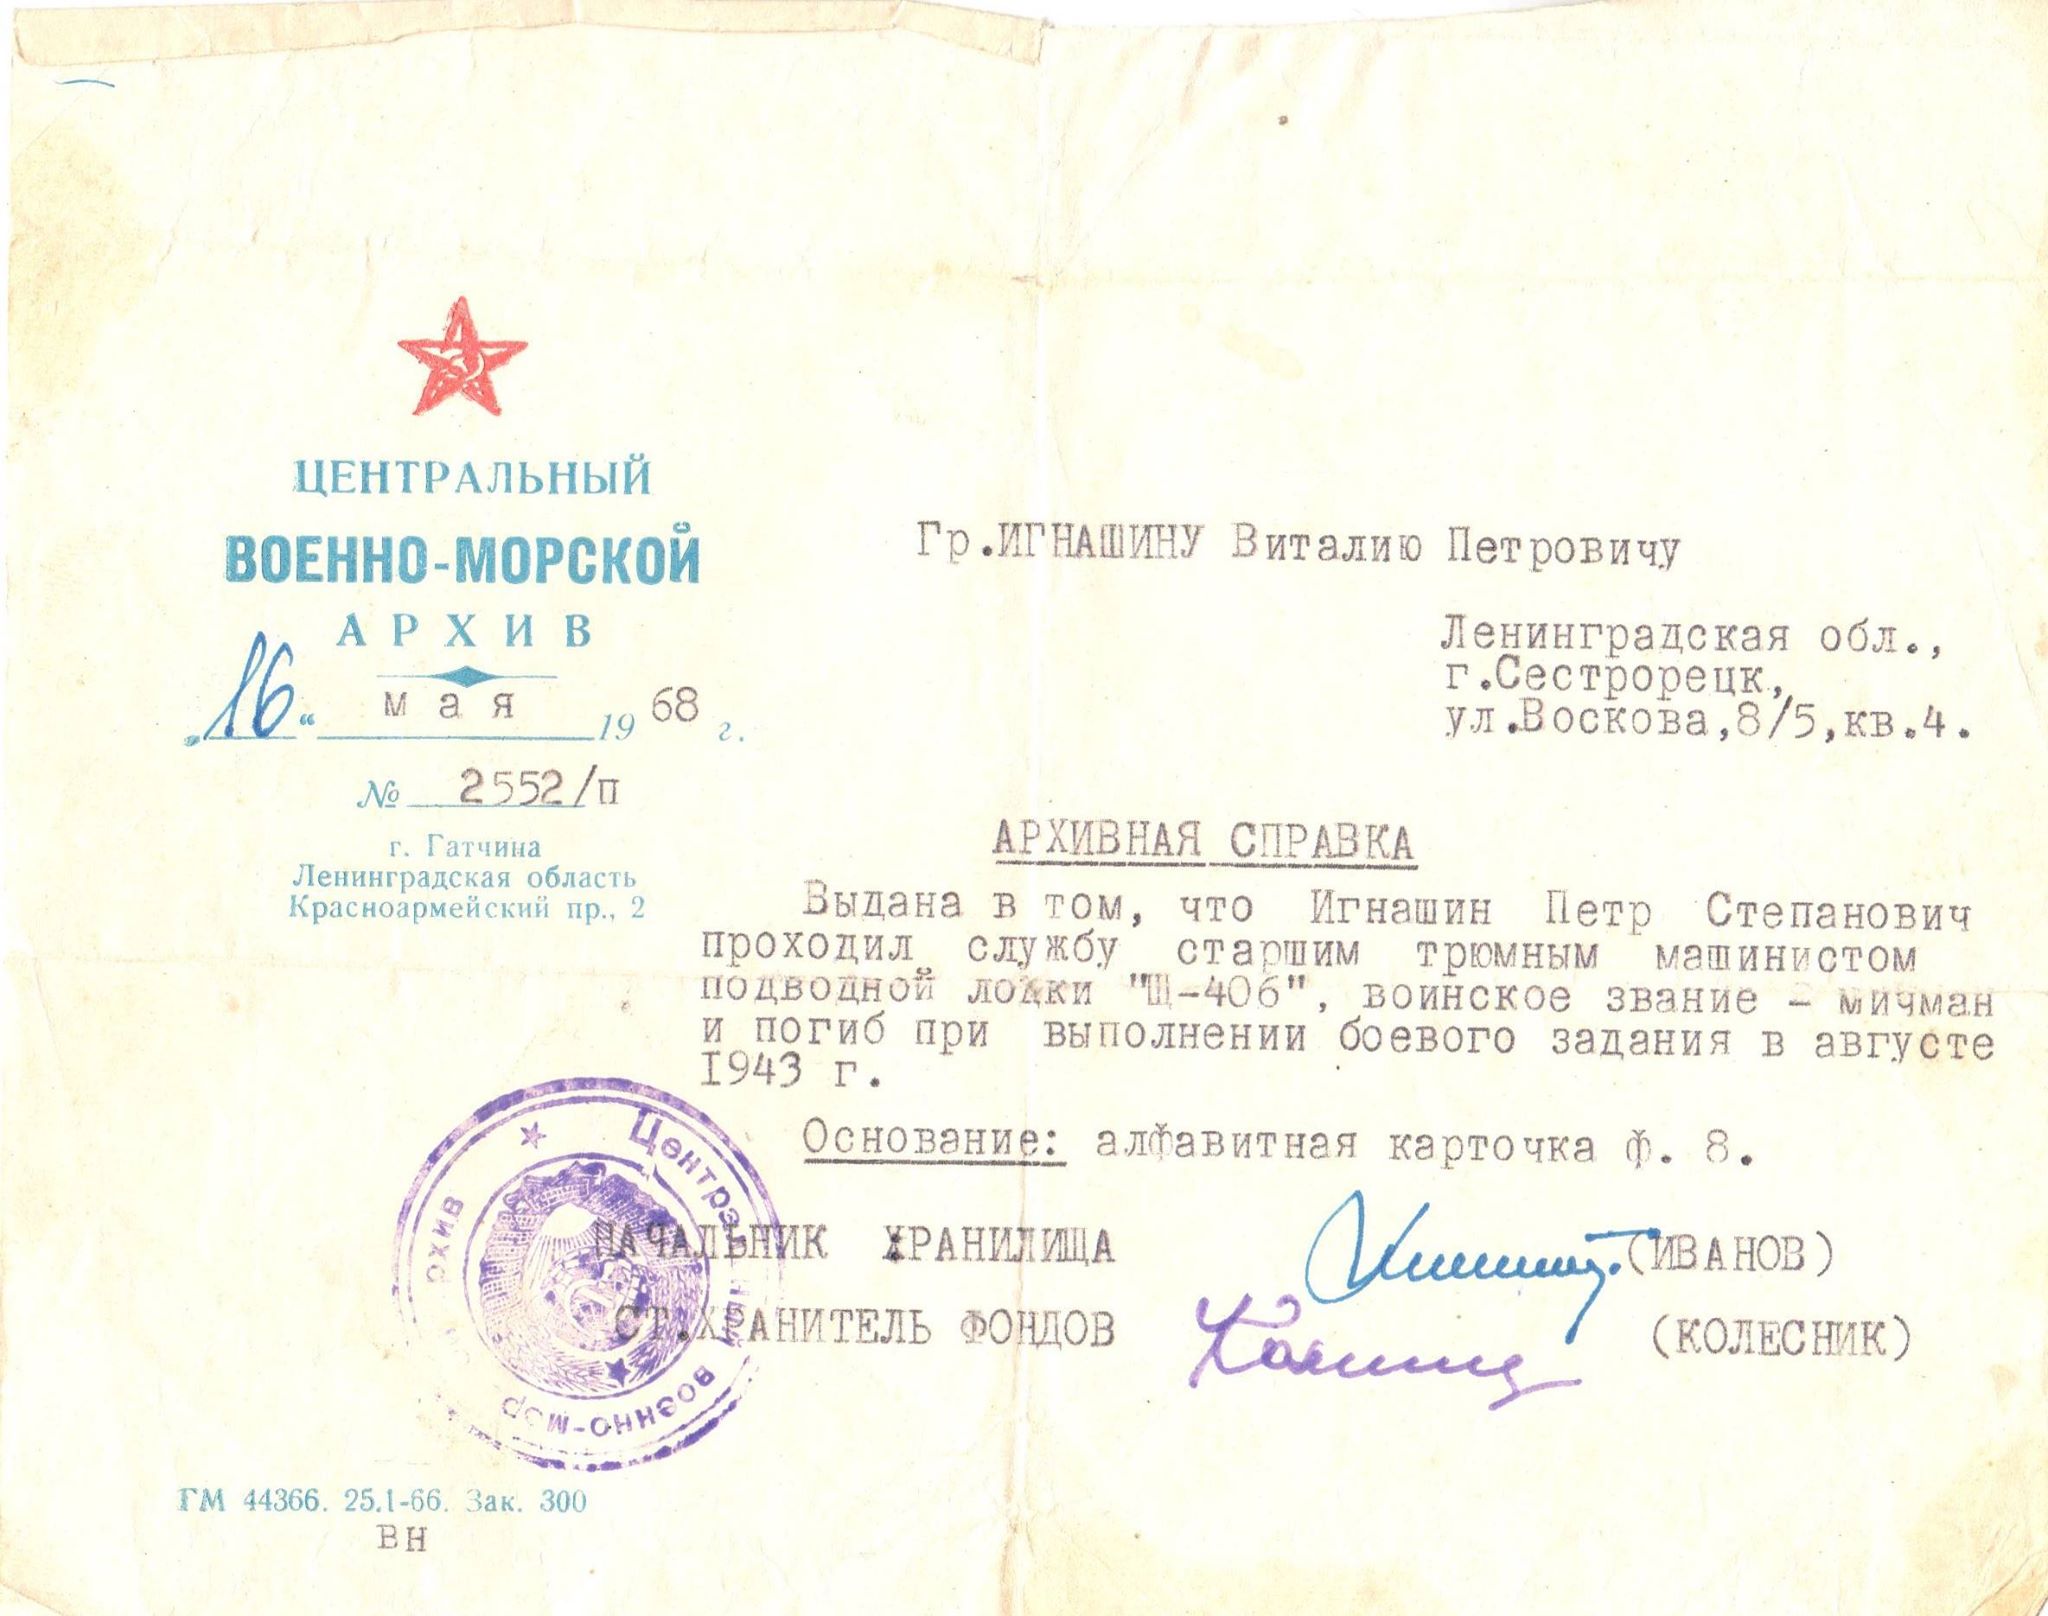 ЦЕНТРАЛЬНЫЙ
ВОЕННО-МОРСКОЙ
АРХИВ
„16“ мая 1968 г.
№ 2552/п
г. Гатчина
Ленинградская область
Красноармейский пр., 2
Гр.ИГНАШИНУ Виталию Петровичу
Ленинградская обл.,
г.Сестрорецк,
ул.Воскова,8/5,кв.4.
АРХИВНАЯ СПРАВКА
Выдана в том, что Игнашин Петр Степанович
проходил службу старшим трюмным машинистом
подводной лодки "Щ-406", воинское звание - мичман
и погиб при выполнении боевого задания в августе
1943 г.
Основание: алфавитная карточка ф. 8.
НАЧАЛЬНИК ХРАНИЛИЩА (ИВАНОВ)
СТ.ХРАНИТЕЛЬ ФОНДОВ (КОЛЕСНИК)
ГМ 44366. 25.1-66. Зак. 300
ВН